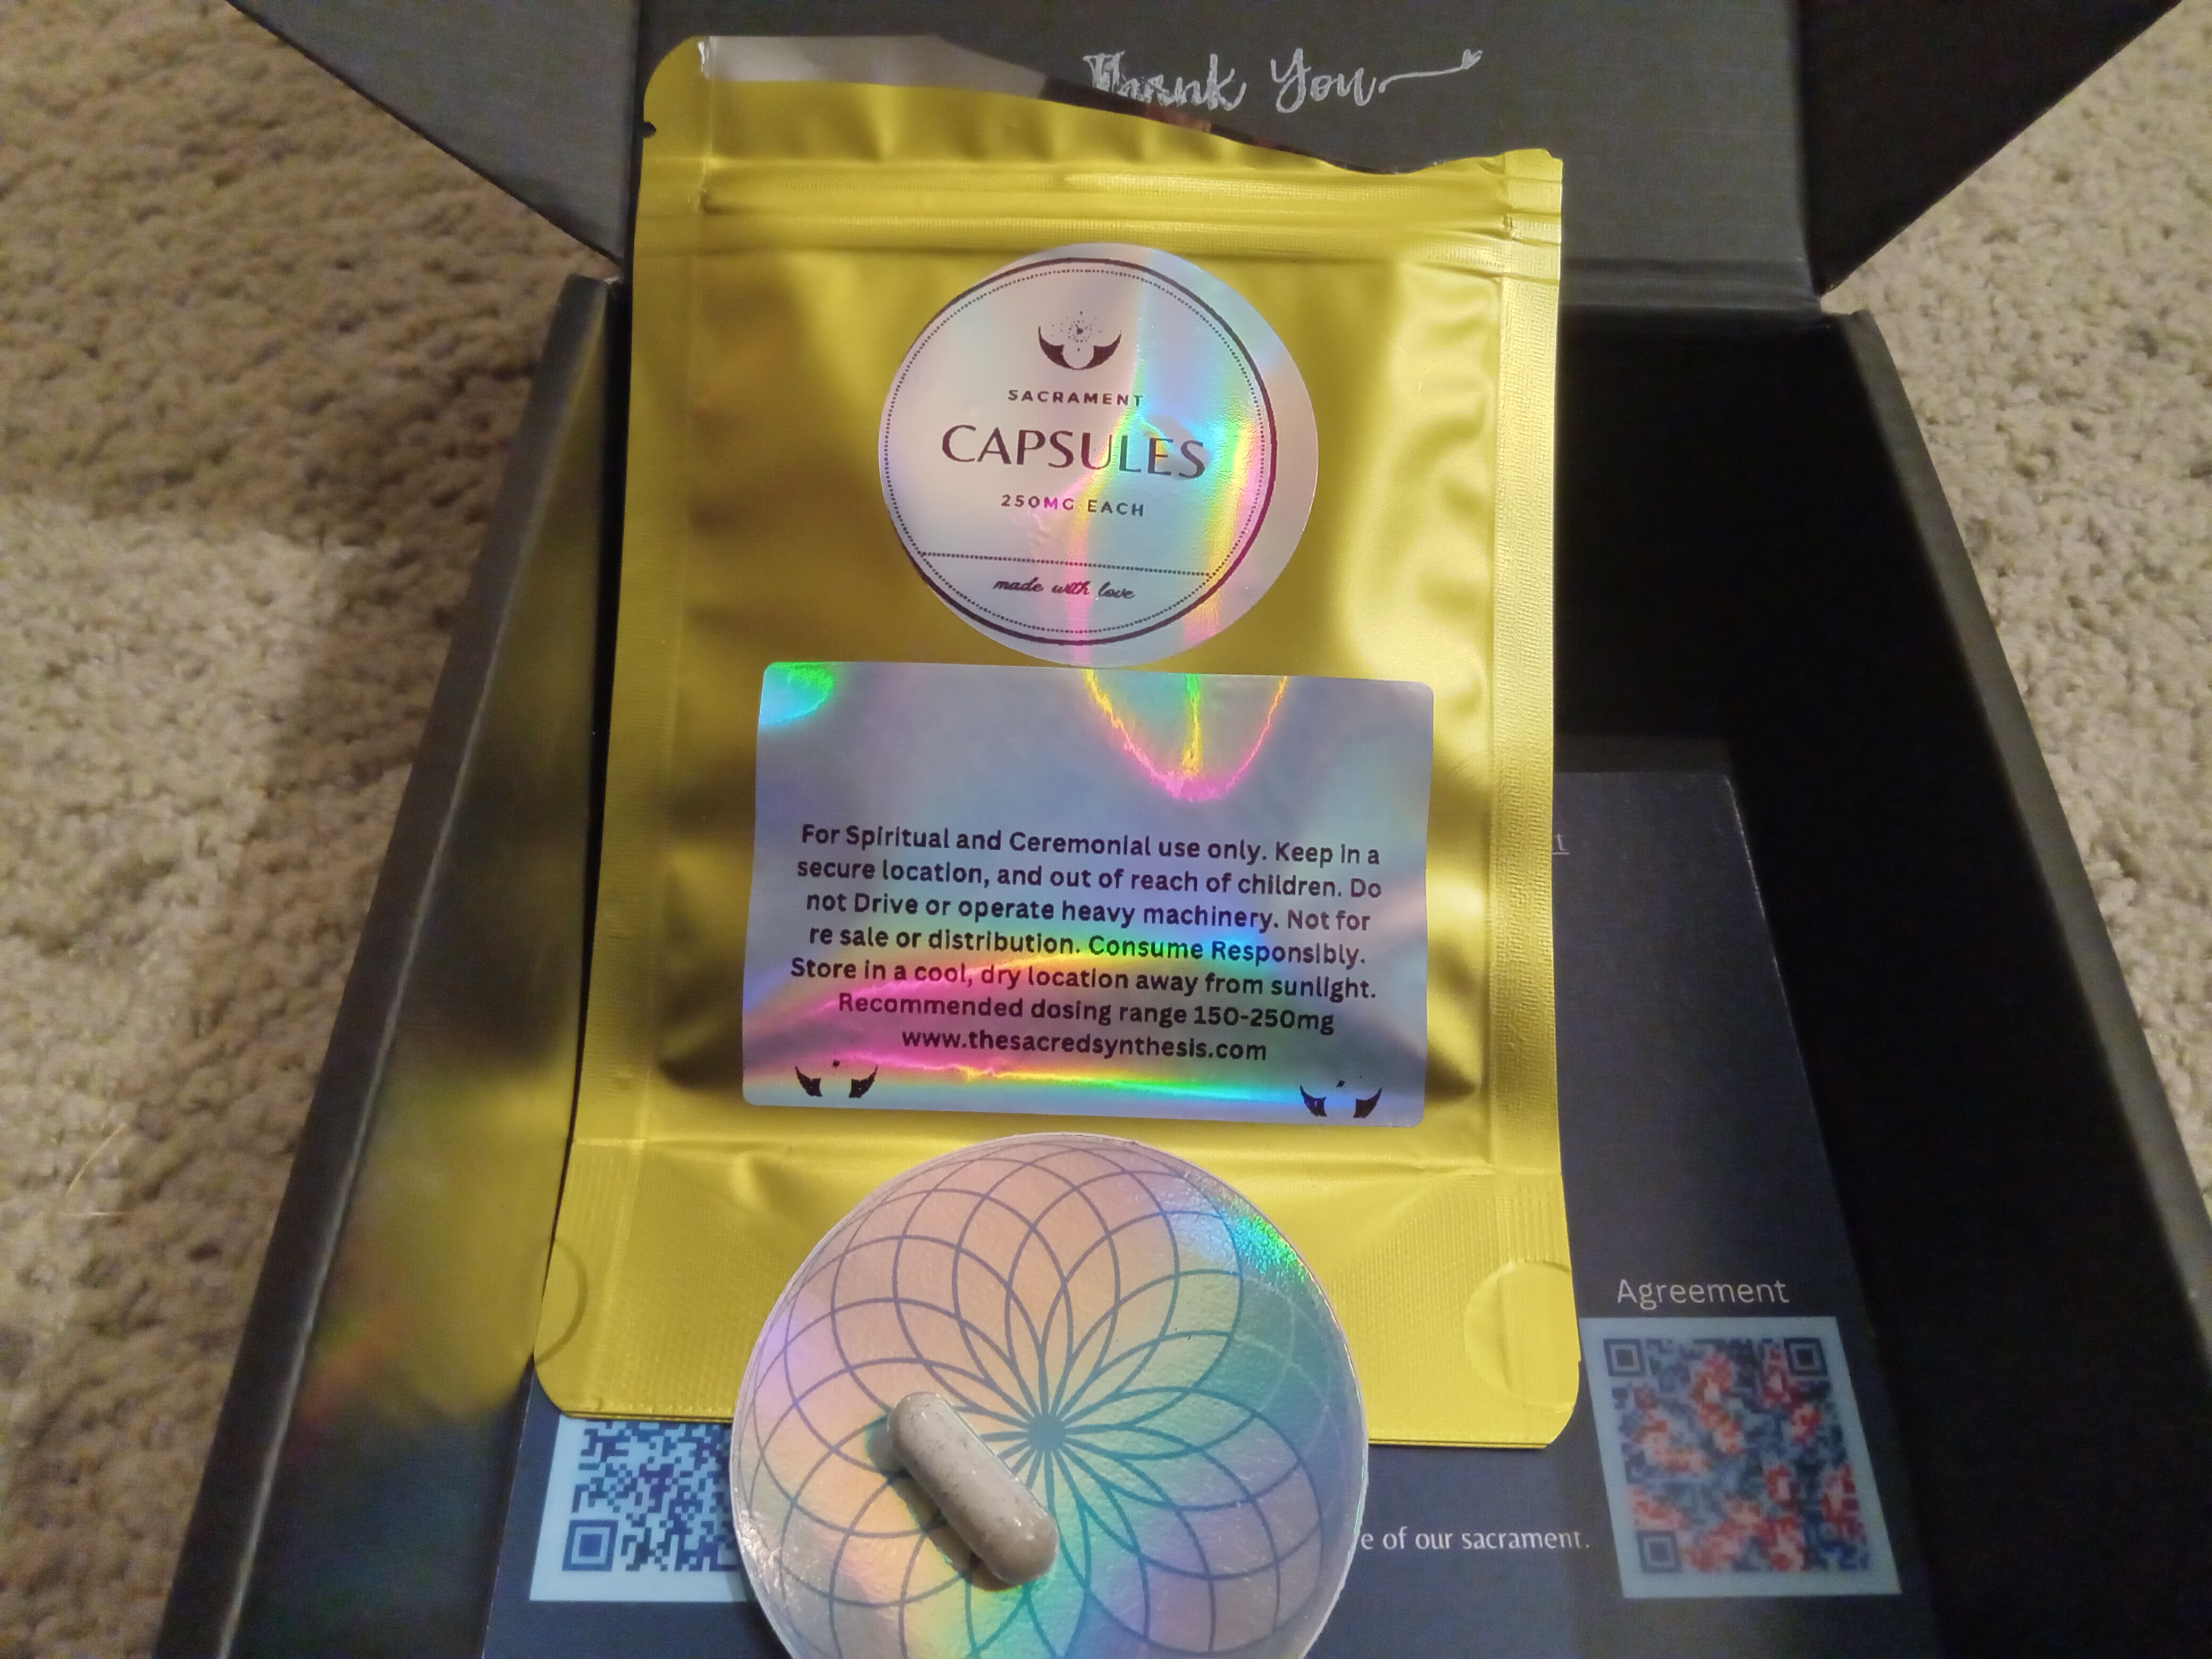 Thank You
SACRAMENT
CAPSULES
250MG EACH
made with love
For Spiritual and Ceremonial use only. Keep in a
secure location, and out of reach of children. Do
not Drive or operate heavy machinery. Not for
re sale or distribution. Consume Responsibly.
Store in a cool, dry location away from sunlight.
Recommended dosing range 150-250mg
www.thesacredsynthesis.com
Agreement
e of our sacrament.